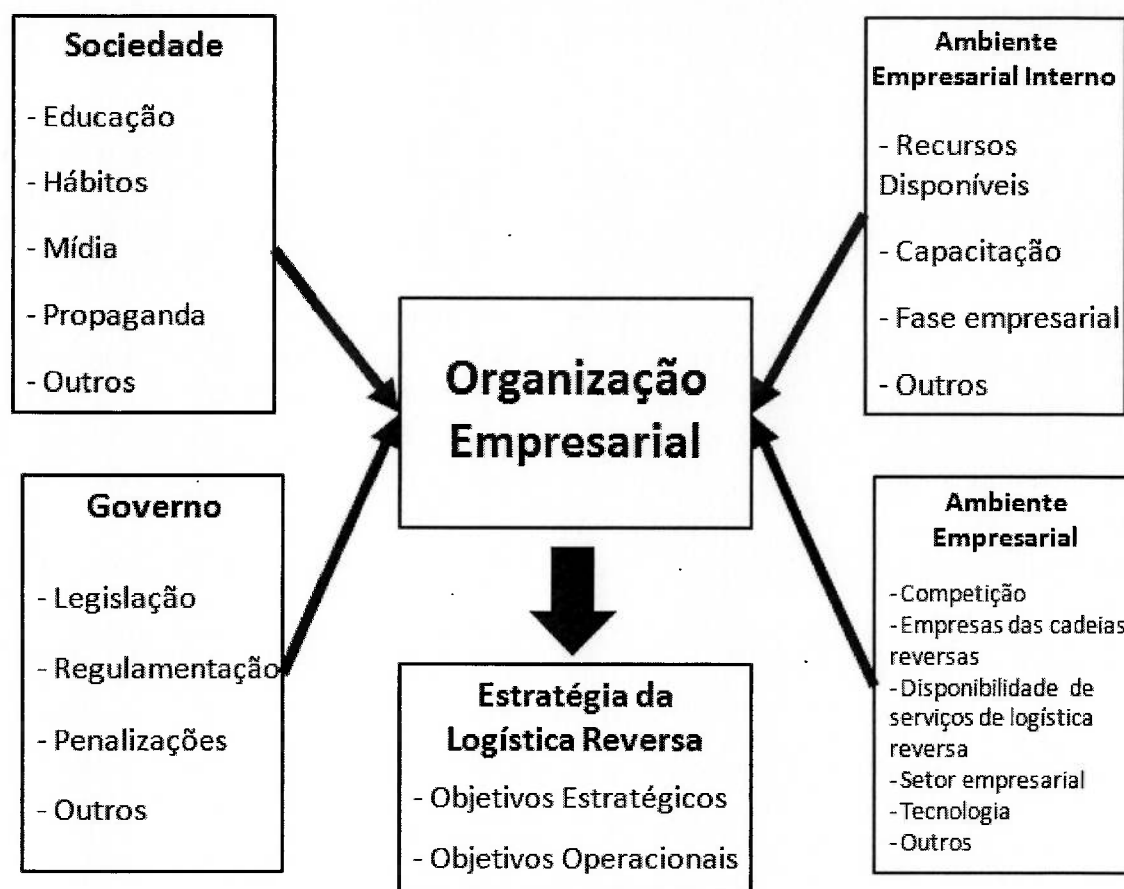 Sociedade
- Educação
- Hábitos
- Mídia
- Propaganda
- Outros
Governo
- Legislação
- Regulamentação
- Penalizações
- Outros
Organização
Empresarial
Estratégia da
Logística Reversa
- Objetivos Estratégicos
- Objetivos Operacionais
Ambiente
Empresarial Interno
- Recursos
Disponíveis
- Capacitação
- Fase empresarial
- Outros
Ambiente
Empresarial
-Competição
-Empresas das cadeias
reversas
-Disponibilidade de
serviços de logística
reversa
-Setor empresarial
-Tecnologia
-Outros